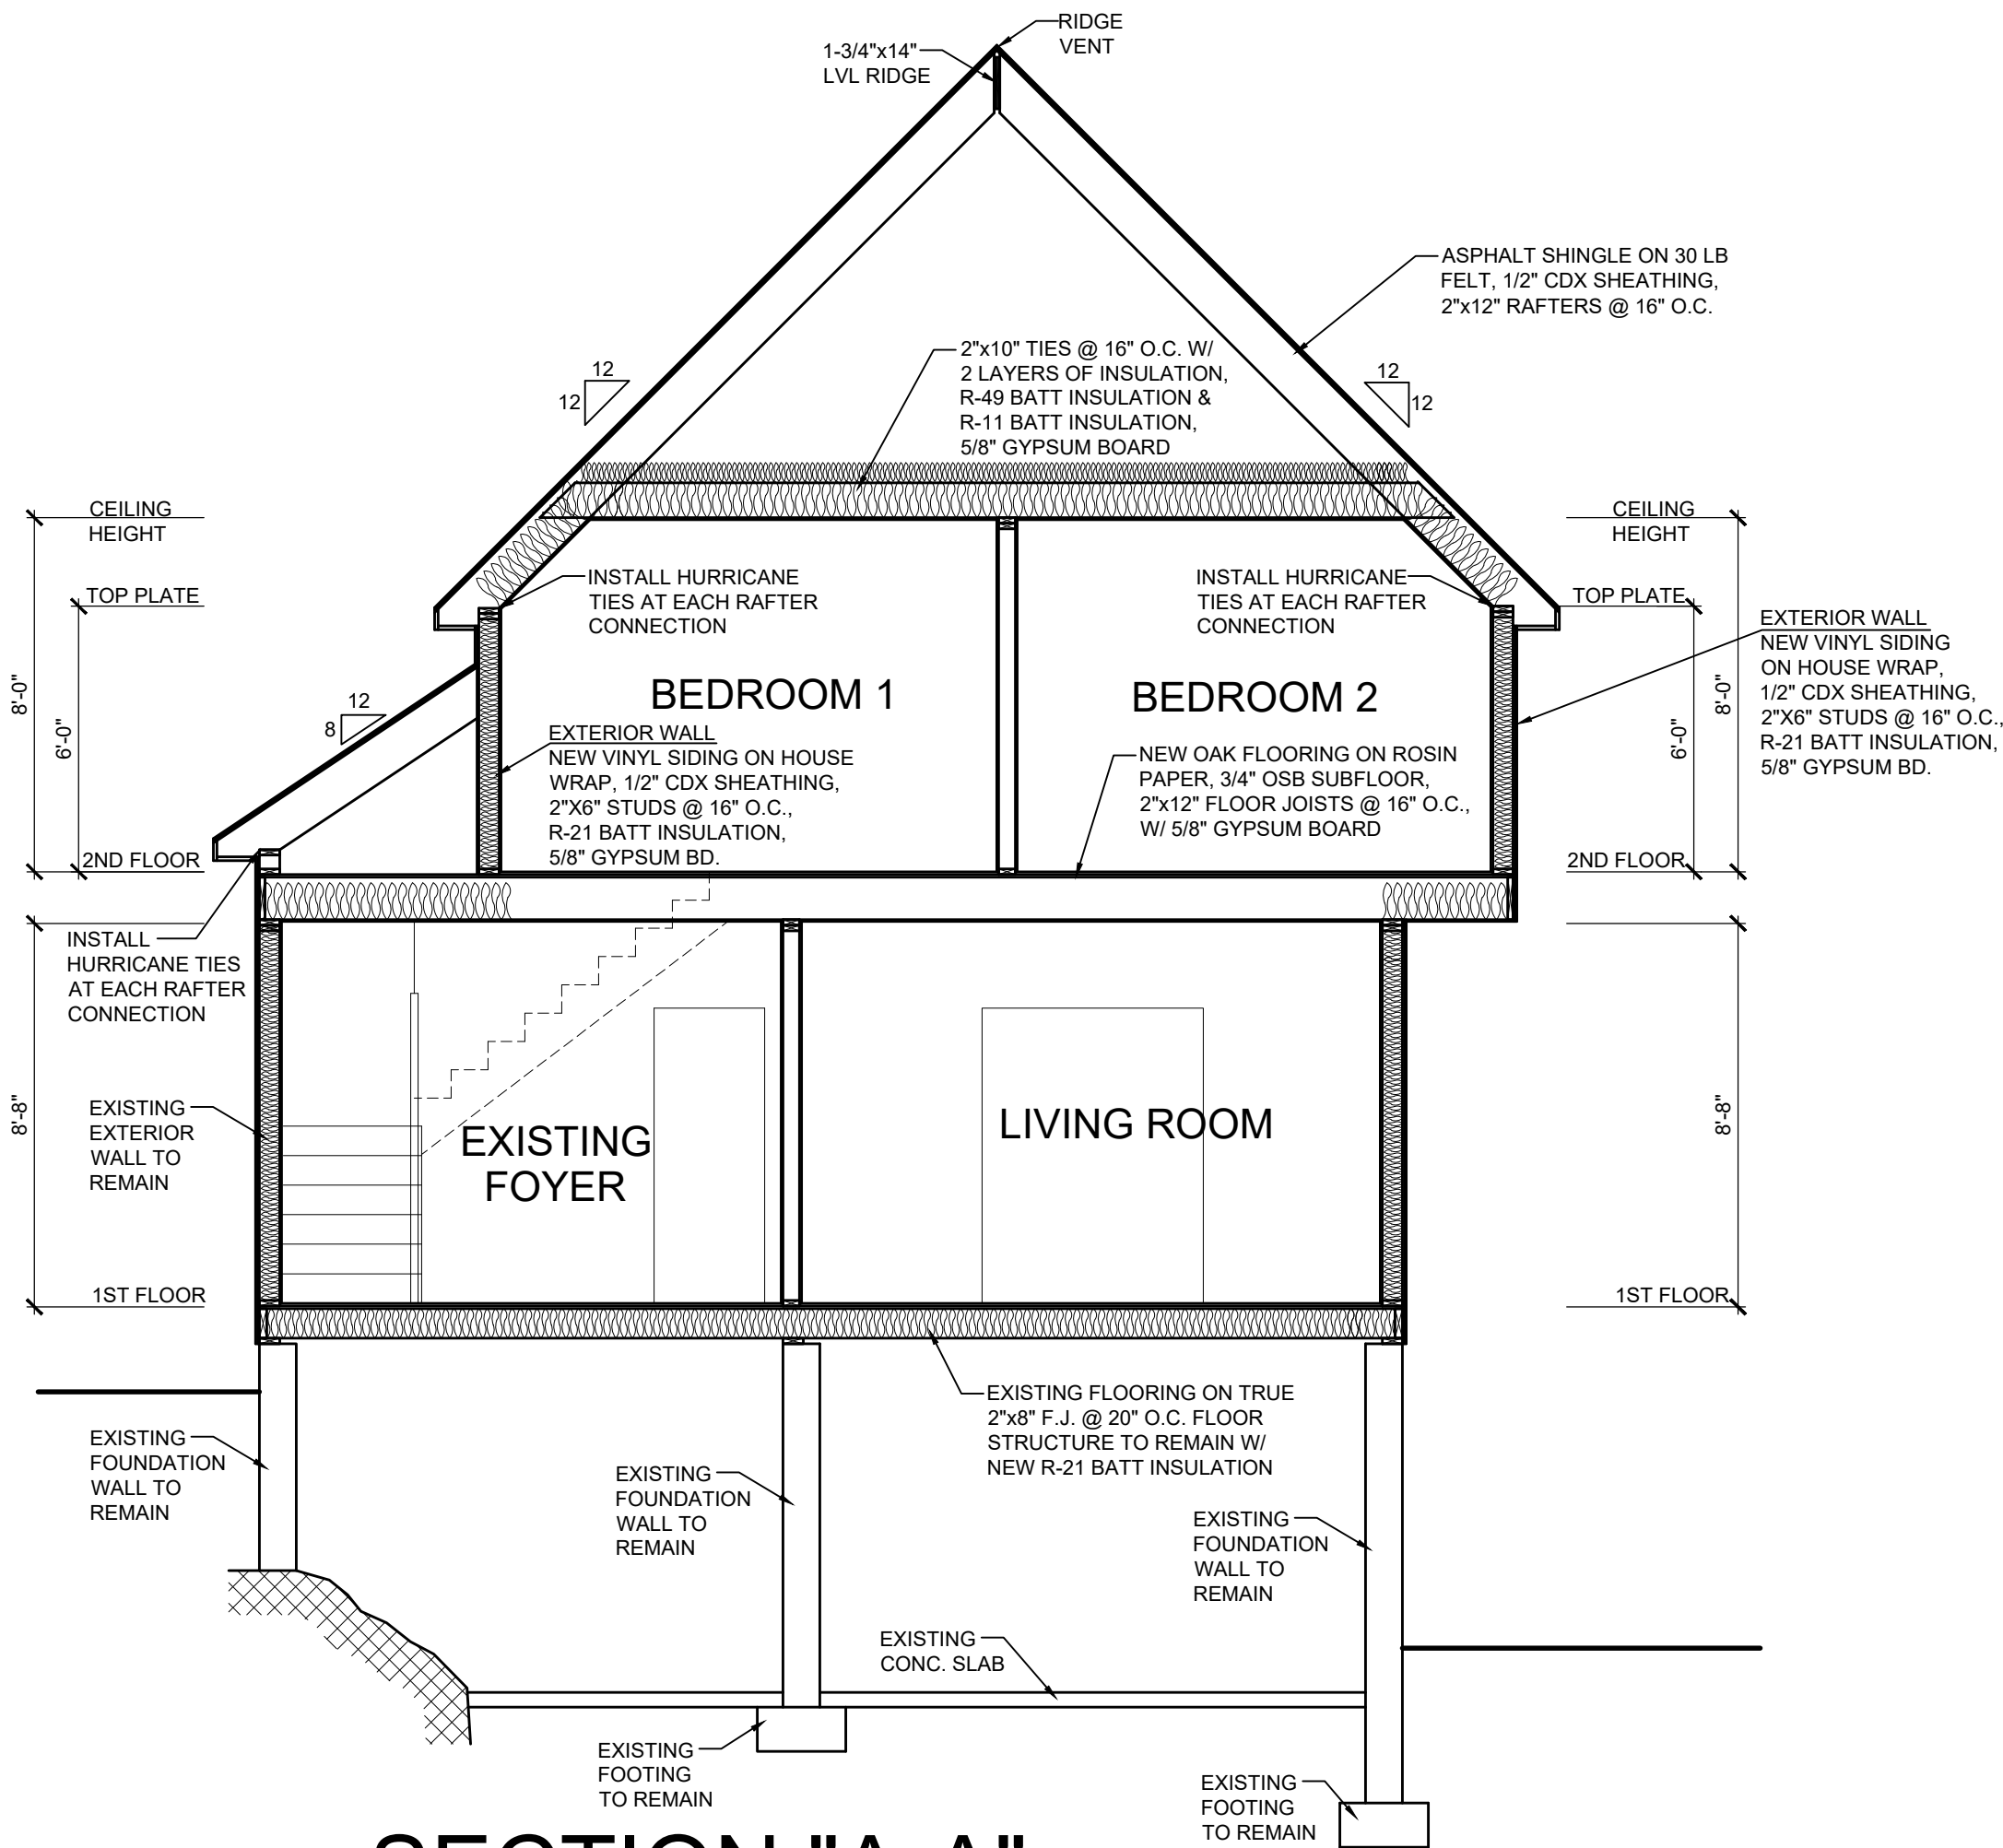 RIDGE
VENT
1-3/4"x14"
LVL RIDGE
ASPHALT SHINGLE ON 30 LB
FELT, 1/2" CDX SHEATHING,
2"x12" RAFTERS @ 16" O.C.
12
12
12
12
2"x10" TIES @ 16" O.C. W/
2 LAYERS OF INSULATION,
R-49 BATT INSULATION &
R-11 BATT INSULATION,
5/8" GYPSUM BOARD
CEILING
HEIGHT
CEILING
HEIGHT
TOP PLATE
TOP PLATE
INSTALL HURRICANE
TIES AT EACH RAFTER
CONNECTION
INSTALL HURRICANE
TIES AT EACH RAFTER
CONNECTION
EXTERIOR WALL
NEW VINYL SIDING
ON HOUSE WRAP,
1/2" CDX SHEATHING,
2"X6" STUDS @ 16" O.C.,
R-21 BATT INSULATION,
5/8" GYPSUM BD.
8'-0"
6'-0"
6'-0"
8'-0"
12
8
BEDROOM 1
BEDROOM 2
EXTERIOR WALL
NEW VINYL SIDING ON HOUSE
WRAP, 1/2" CDX SHEATHING,
2"X6" STUDS @ 16" O.C.,
R-21 BATT INSULATION,
5/8" GYPSUM BD.
NEW OAK FLOORING ON ROSIN
PAPER, 3/4" OSB SUBFLOOR,
2"x12" FLOOR JOISTS @ 16" O.C.,
W/ 5/8" GYPSUM BOARD
2ND FLOOR
2ND FLOOR
INSTALL
HURRICANE TIES
AT EACH RAFTER
CONNECTION
8'-8"
8'-8"
EXISTING
EXTERIOR
WALL TO
REMAIN
EXISTING
FOYER
LIVING ROOM
1ST FLOOR
1ST FLOOR
EXISTING FLOORING ON TRUE
2"x8" F.J. @ 20" O.C. FLOOR
STRUCTURE TO REMAIN W/
NEW R-21 BATT INSULATION
EXISTING
FOUNDATION
WALL TO
REMAIN
EXISTING
FOUNDATION
WALL TO
REMAIN
EXISTING
FOUNDATION
WALL TO
REMAIN
EXISTING
CONC. SLAB
EXISTING
FOOTING
TO REMAIN
EXISTING
FOOTING
TO REMAIN
SECTION "A-A"